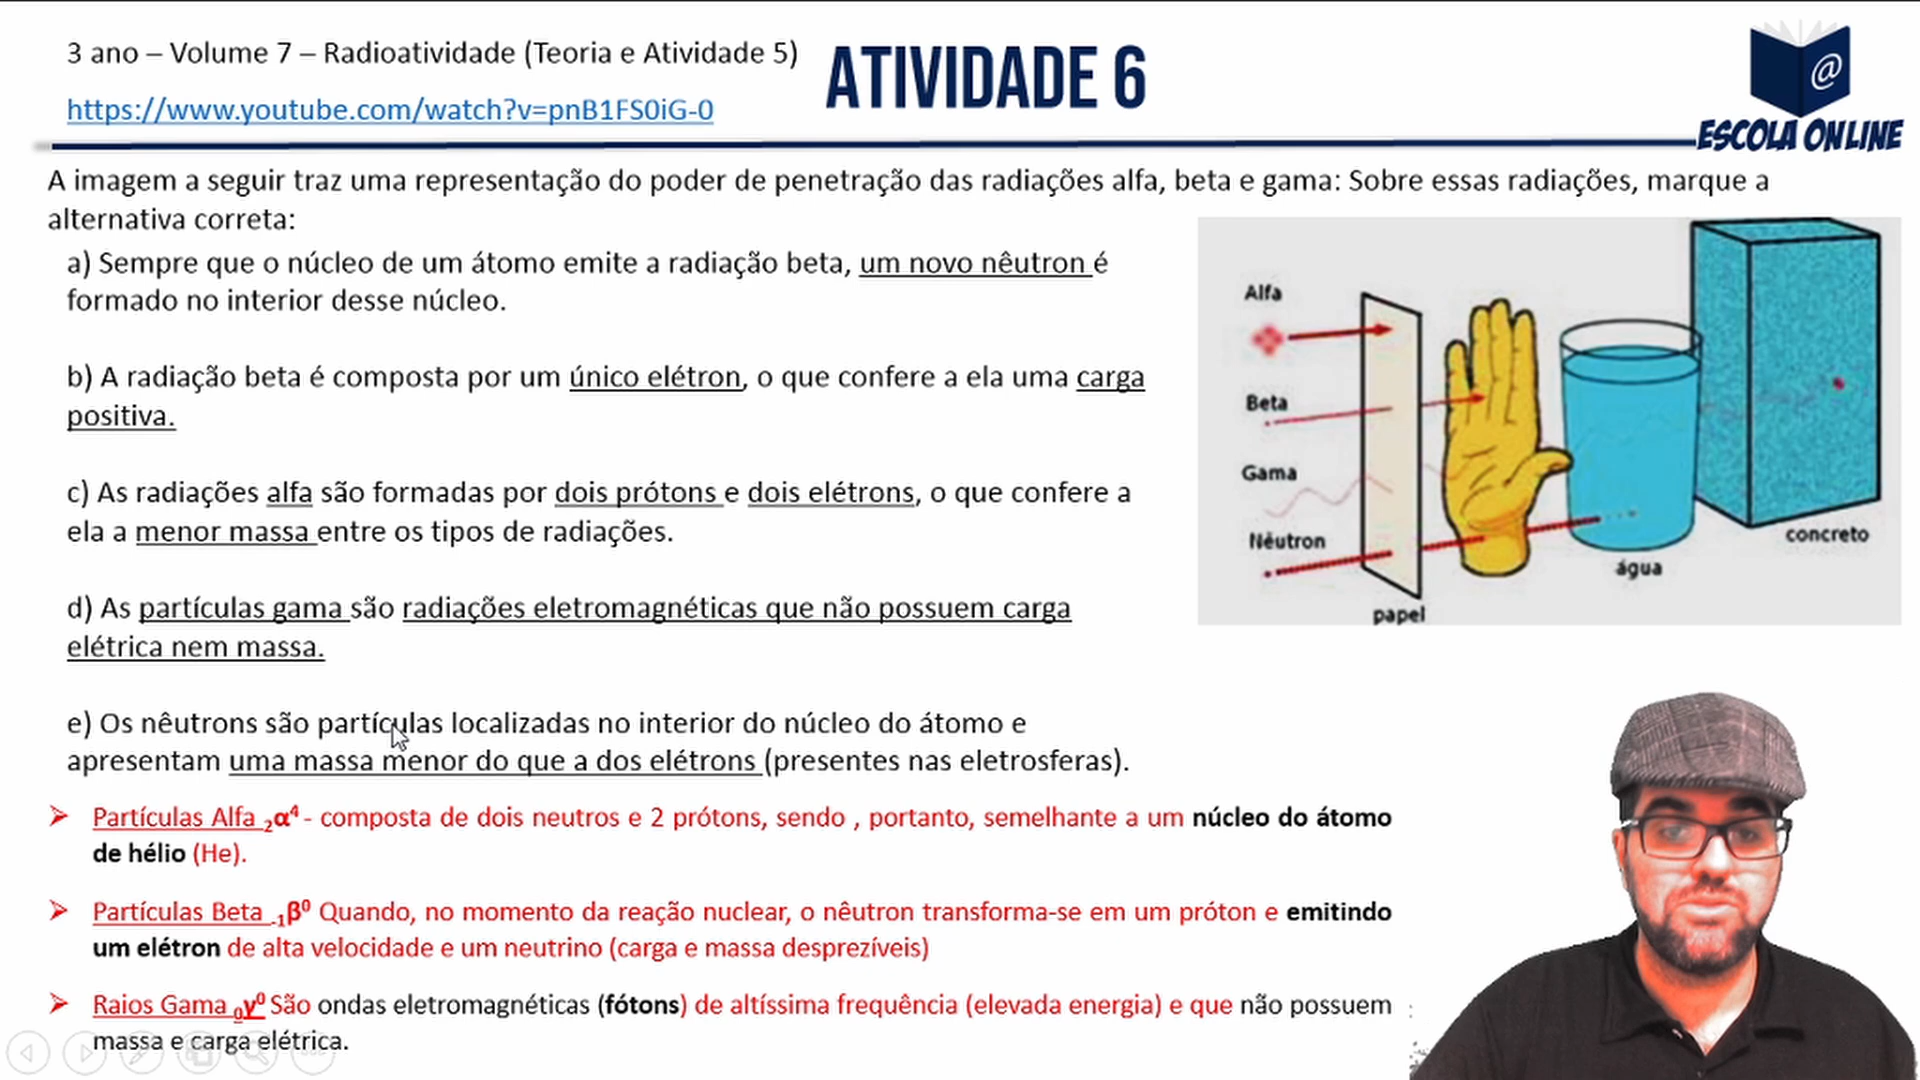 3 ano – Volume 7 – Radioatividade (Teoria e Atividade 5)
https://www.youtube.com/watch?v=pnB1FS0iG-0
ATIVIDADE 6
@
ESCOLA ONLINE
A imagem a seguir traz uma representação do poder de penetração das radiações alfa, beta e gama: Sobre essas radiações, marque a
alternativa correta:
a) Sempre que o núcleo de um átomo emite a radiação beta, um novo nêutron é
formado no interior desse núcleo.
b) A radiação beta é composta por um único elétron, o que confere a ela uma carga
positiva.
c) As radiações alfa são formadas por dois prótons e dois elétrons, o que confere a
ela a menor massa entre os tipos de radiações.
d) As partículas gama são radiações eletromagnéticas que não possuem carga
elétrica nem massa.
e) Os nêutrons são partículas localizadas no interior do núcleo do átomo e
apresentam uma massa menor do que a dos elétrons (presentes nas eletrosferas).
Alfa
Beta
Gama
Nêutron
papel
água
concreto
➢ Partículas Alfa ₂α⁴ - composta de dois neutros e 2 prótons, sendo , portanto, semelhante a um núcleo do átomo
de hélio (He).
➢ Partículas Beta ₋₁β⁰ Quando, no momento da reação nuclear, o nêutron transforma-se em um próton e emitindo
um elétron de alta velocidade e um neutrino (carga e massa desprezíveis)
➢ Raios Gama ₀γ⁰ São ondas eletromagnéticas (fótons) de altíssima frequência (elevada energia) e que não possuem
massa e carga elétrica.